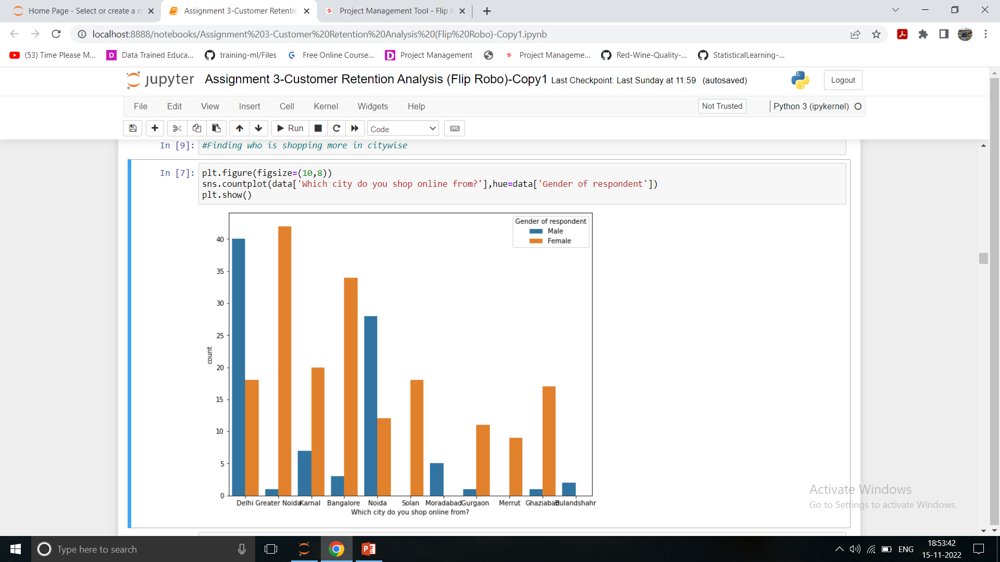 Home Page - Select or create a n
Assignment 3-Customer Retentio
Project Management Tool - Flip R
localhost:8888/notebooks/Assignment%203-Customer%20Retention%20Analysis%20(Flip%20Robo)-Copy1.ipynb
(53) Time Please M...
Data Trained Educa...
training-ml/Files
Free Online Course...
Project Management
Project Manageme...
Red-Wine-Quality-...
StatisticalLearning-...
jupyter Assignment 3-Customer Retention Analysis (Flip Robo)-Copy1 Last Checkpoint: Last Sunday at 11:59 (autosaved)
Logout
File Edit View Insert Cell Kernel Widgets Help
Not Trusted
Python 3 (ipykernel)
Run
Code
In [9]: #Finding who is shopping more in citywise
In [7]: plt.figure(figsize=(10,8))
sns.countplot(data['Which city do you shop online from?'],hue=data['Gender of respondent'])
plt.show()
Gender of respondent
Male
Female
40
35
30
25
20
15
10
5
0
count
Delhi Greater Noida Karnal Bangalore Noida Solan Moradabad Gurgaon Merrut Ghaziabad Bulandshahr
Which city do you shop online from?
Activate Windows
Go to Settings to activate Windows.
Type here to search
ENG
18:53:42
15-11-2022